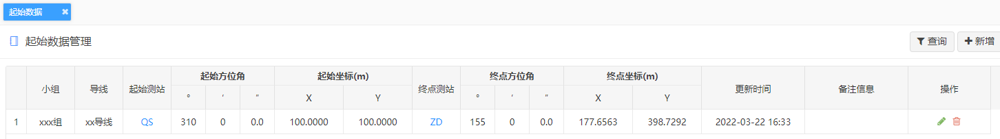 起始数据
起始数据管理
查询 新增
小组 导线 起始测站 起始方位角 起始坐标(m) 终点测站 终点方位角 终点坐标(m) 更新时间 备注信息 操作
° ′ ″ X Y ° ′ ″ X Y
1 xxx组 xx导线 QS 310 0 0.0 100.0000 100.0000 ZD 155 0 0.0 177.6563 398.7292 2022-03-22 16:33